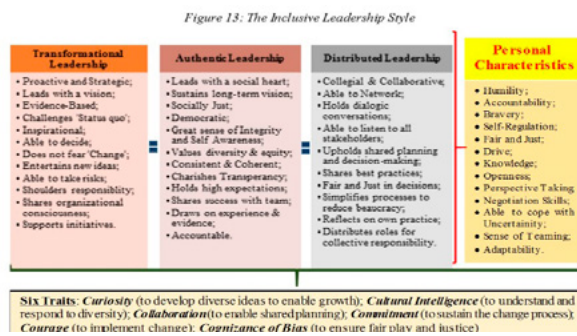 Figure 13: The Inclusive Leadership Style
Transformational
Leadership
• Proactive and Strategic;
• Leads with a vision;
• Evidence-Based;
• Challenges 'Status quo';
• Inspirational;
• Able to decide;
• Does not fear 'Change';
• Entertains new ideas;
• Able to take risks;
• Shoulders responsiblity;
• Shares organizational
consciousness;
• Supports initiatives.
Authentic Leadership
• Leads with a social heart;
• Sustains long-term vision;
• Socially Just;
• Democratic;
• Great sense of Integrity
and Self Awareness;
• Values diversity & equity;
• Consistent & Coherent;
• Charishes Transperancy;
• Holds high expectations;
• Shares success with team;
• Draws on experience &
evidence;
• Accountable.
Distributed Leadership
• Collegial & Collaborative;
• Able to Network;
• Holds dialogic
conversations;
• Able to listen to all
stakeholders;
• Upholds shared planning
and decision-making;
• Shares best practices;
• Fair and Just in decisions;
• Simplifies processes to
reduce beaucracy;
• Reflects on own practice;
• Distributes roles for
collective responsibility.
Personal
Characteristics
• Humility;
• Accountability;
• Bravery;
• Self-Regulation;
• Fair and Just;
• Drive;
• Knowledge;
• Openness;
• Perspective Taking
• Negotiation Skills;
• Able to cope with
Uncertainity;
• Sense of Teaming;
• Adaptability.
Six Traits: Curiosity (to develop diverse ideas to enable growth); Cultural Intelligence (to understand and
respond to diversity); Collaboration (to enable shared planning); Commitment (to sustain the change process);
Courage (to implement change); Cognizance of Bias (to ensure fair play and justice)